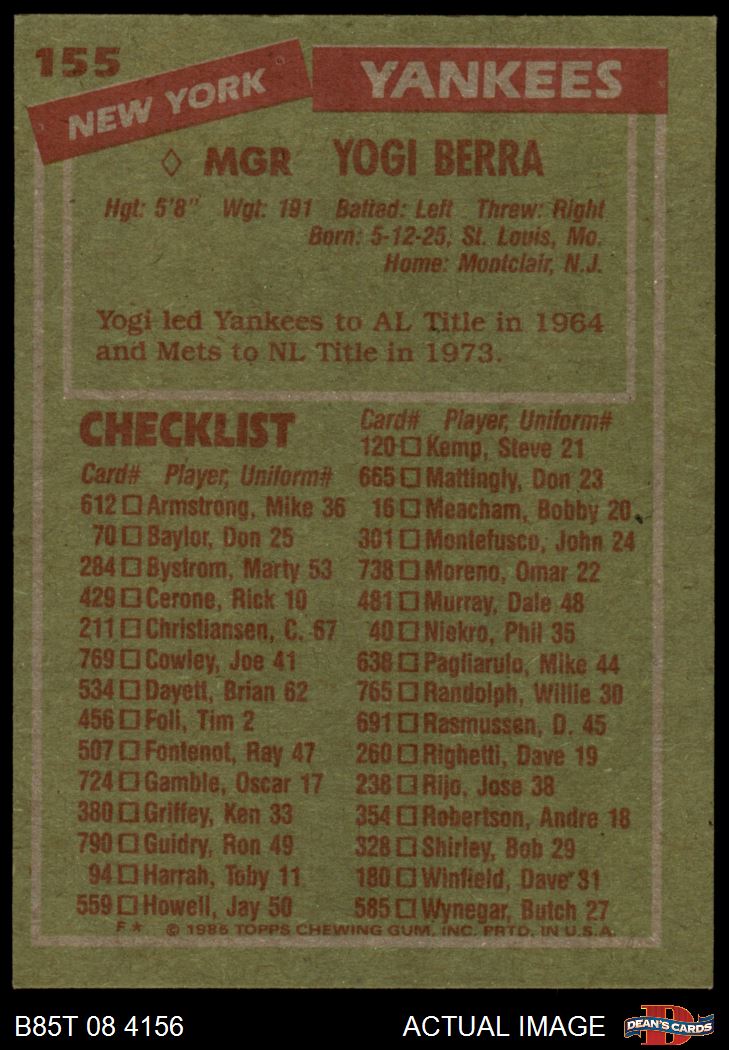 155
NEW YORK YANKEES
MGR YOGI BERRA
Hgt: 5'8" Wgt: 191 Batted: Left Threw: Right
Born: 5-12-25, St. Louis, Mo.
Home: Montclair, N.J.
Yogi led Yankees to AL Title in 1964
and Mets to NL Title in 1973.
CHECKLIST
Card# Player, Uniform#
612 Armstrong, Mike 36
70 Baylor, Don 25
284 Bystrom, Marty 53
429 Cerone, Rick 10
211 Christiansen, C. 67
769 Cowley, Joe 41
534 Dayett, Brian 62
456 Foli, Tim 2
507 Fontenot, Ray 47
724 Gamble, Oscar 17
380 Griffey, Ken 33
790 Guidry, Ron 49
94 Harrah, Toby 11
559 Howell, Jay 50
Card# Player, Uniform#
120 Kemp, Steve 21
665 Mattingly, Don 23
16 Meacham, Bobby 20
301 Montefusco, John 24
738 Moreno, Omar 22
481 Murray, Dale 48
40 Niekro, Phil 35
638 Pagliarulo, Mike 44
765 Randolph, Willie 30
691 Rasmussen, D. 45
260 Righetti, Dave 19
238 Rijo, Jose 38
354 Robertson, Andre 18
328 Shirley, Bob 29
180 Winfield, Dave 31
585 Wynegar, Butch 27
F* © 1985 TOPPS CHEWING GUM, INC. PRTD. IN U.S.A.
B85T 08 4156 ACTUAL IMAGE
DEAN'S CARDS